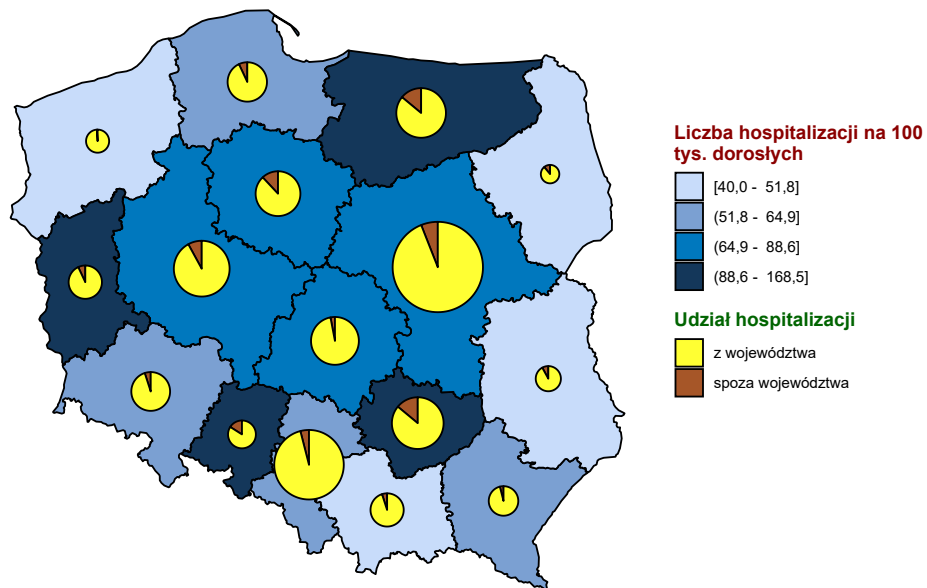 Liczba hospitalizacji na 100
tys. dorosłych
[40,0 - 51,8]
(51,8 - 64,9]
(64,9 - 88,6]
(88,6 - 168,5]
Udział hospitalizacji
z województwa
spoza województwa